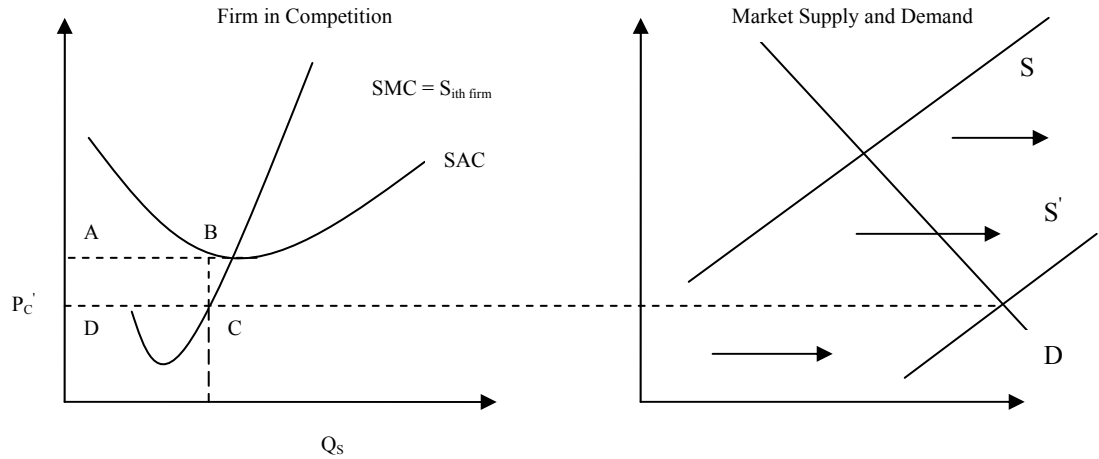 Firm in Competition
Market Supply and Demand
SMC = S_ith firm
SAC
A
B
P_C'
D
C
Q_S
S
S'
D